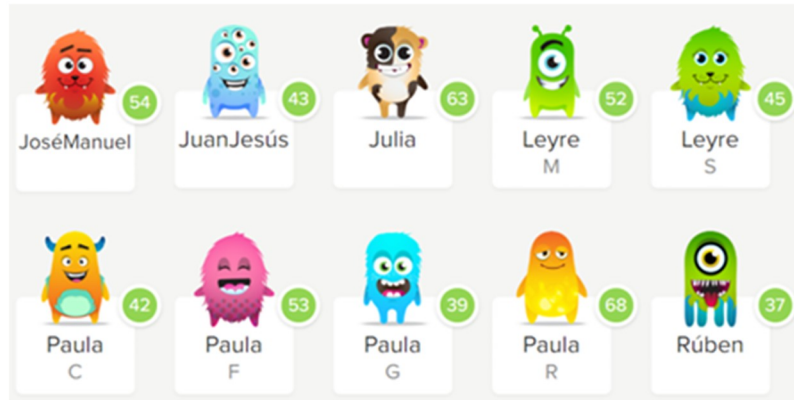 54 43 63 52 45
JoséManuel JuanJesús Julia Leyre Leyre
M S
42 53 39 68 37
Paula Paula Paula Paula Rúben
C F G R